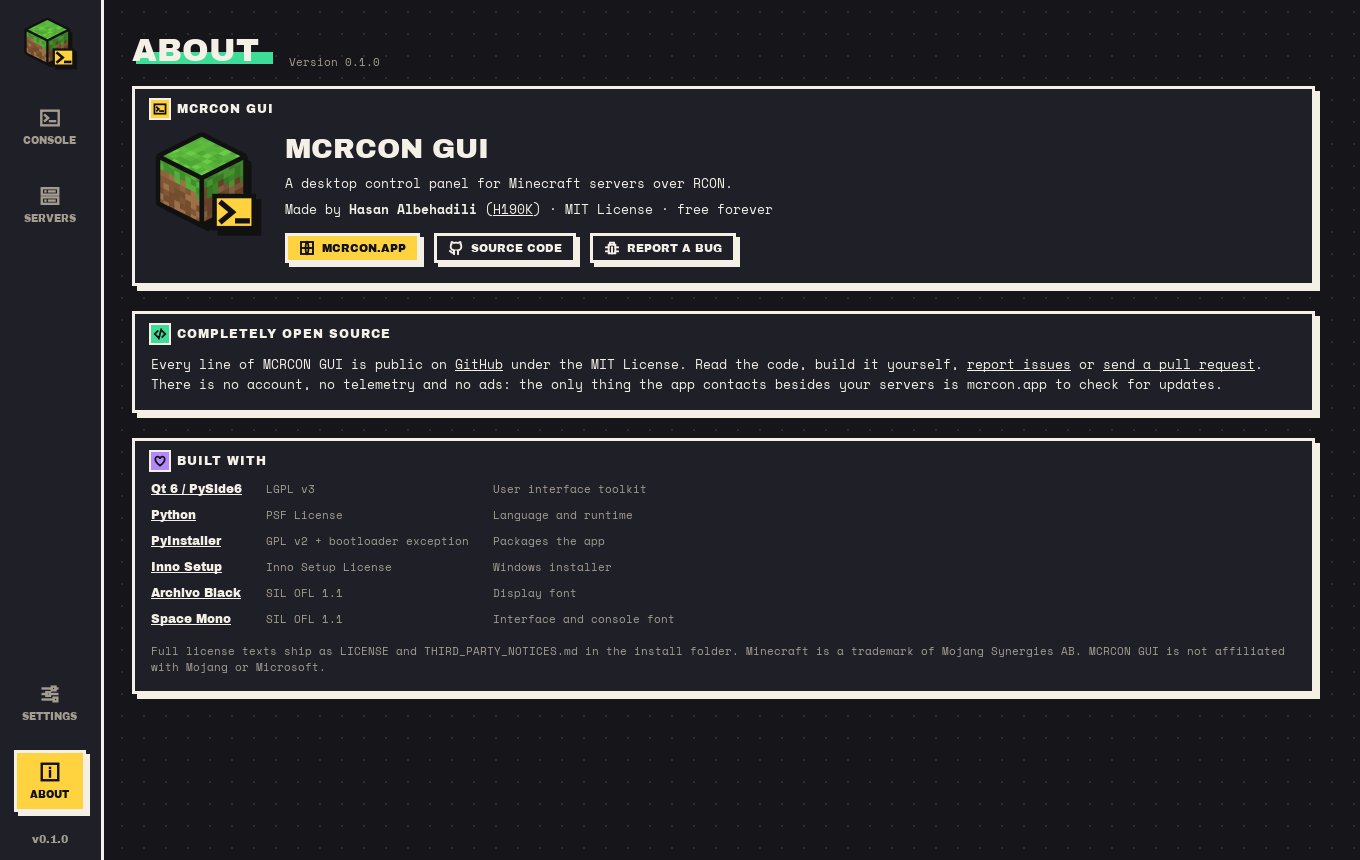 ABOUT
Version 0.1.0
CONSOLE
SERVERS
SETTINGS
ABOUT
v0.1.0
MCRCON GUI
MCRCON GUI
A desktop control panel for Minecraft servers over RCON.
Made by Hasan Albehadili (H190K) · MIT License · free forever
MCRCON.APP
SOURCE CODE
REPORT A BUG
COMPLETELY OPEN SOURCE
Every line of MCRCON GUI is public on GitHub under the MIT License. Read the code, build it yourself, report issues or send a pull request.
There is no account, no telemetry and no ads: the only thing the app contacts besides your servers is mcrcon.app to check for updates.
BUILT WITH
Qt 6 / PySide6 LGPL v3 User interface toolkit
Python PSF License Language and runtime
PyInstaller GPL v2 + bootloader exception Packages the app
Inno Setup Inno Setup License Windows installer
Archivo Black SIL OFL 1.1 Display font
Space Mono SIL OFL 1.1 Interface and console font
Full license texts ship as LICENSE and THIRD_PARTY_NOTICES.md in the install folder. Minecraft is a trademark of Mojang Synergies AB. MCRCON GUI is not affiliated
with Mojang or Microsoft.